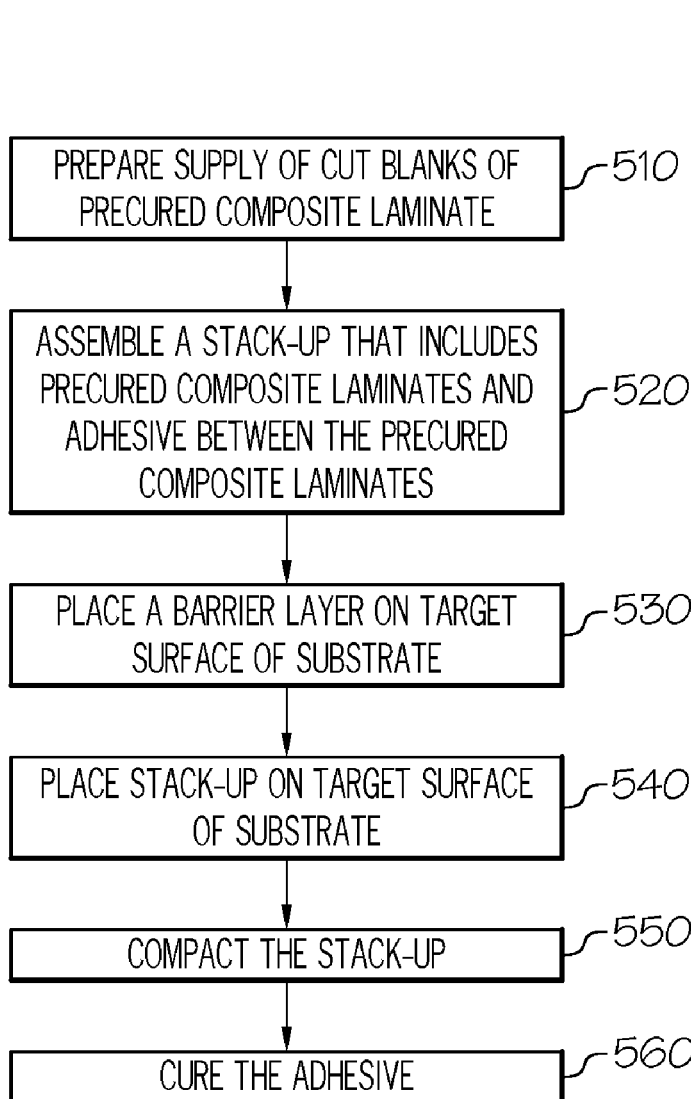 PREPARE SUPPLY OF CUT BLANKS OF
PRECURED COMPOSITE LAMINATE
510
ASSEMBLE A STACK-UP THAT INCLUDES
PRECURED COMPOSITE LAMINATES AND
ADHESIVE BETWEEN THE PRECURED
COMPOSITE LAMINATES
520
PLACE A BARRIER LAYER ON TARGET
SURFACE OF SUBSTRATE
530
PLACE STACK-UP ON TARGET SURFACE
OF SUBSTRATE
540
COMPACT THE STACK-UP
550
CURE THE ADHESIVE
560